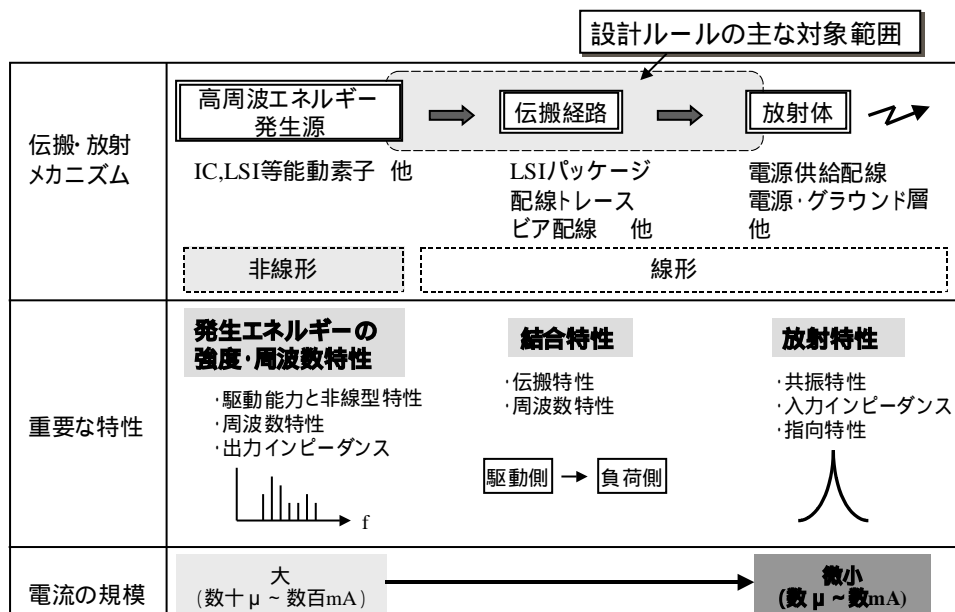 設計ルールの主な対象範囲
伝搬・放射
メカニズム
高周波エネルギー
発生源
伝搬経路
放射体
IC,LSI等能動素子 他
LSIパッケージ
配線トレース
ビア配線 他
電源供給配線
電源・グラウンド層
他
非線形
線形
重要な特性
発生エネルギーの
強度・周波数特性
・駆動能力と非線型特性
・周波数特性
・出力インピーダンス
f
結合特性
・伝搬特性
・周波数特性
駆動側
負荷側
放射特性
・共振特性
・入力インピーダンス
・指向特性
電流の規模
大
(数十μ~数百mA)
微小
(数μ~数mA)